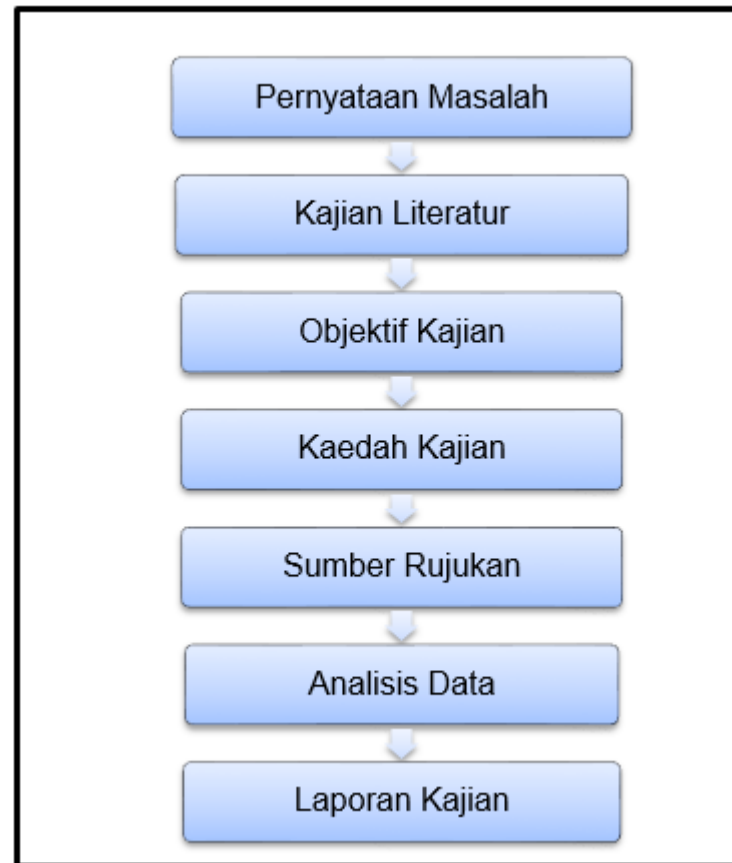 Pernyataan Masalah
Kajian Literatur
Objektif Kajian
Kaedah Kajian
Sumber Rujukan
Analisis Data
Laporan Kajian